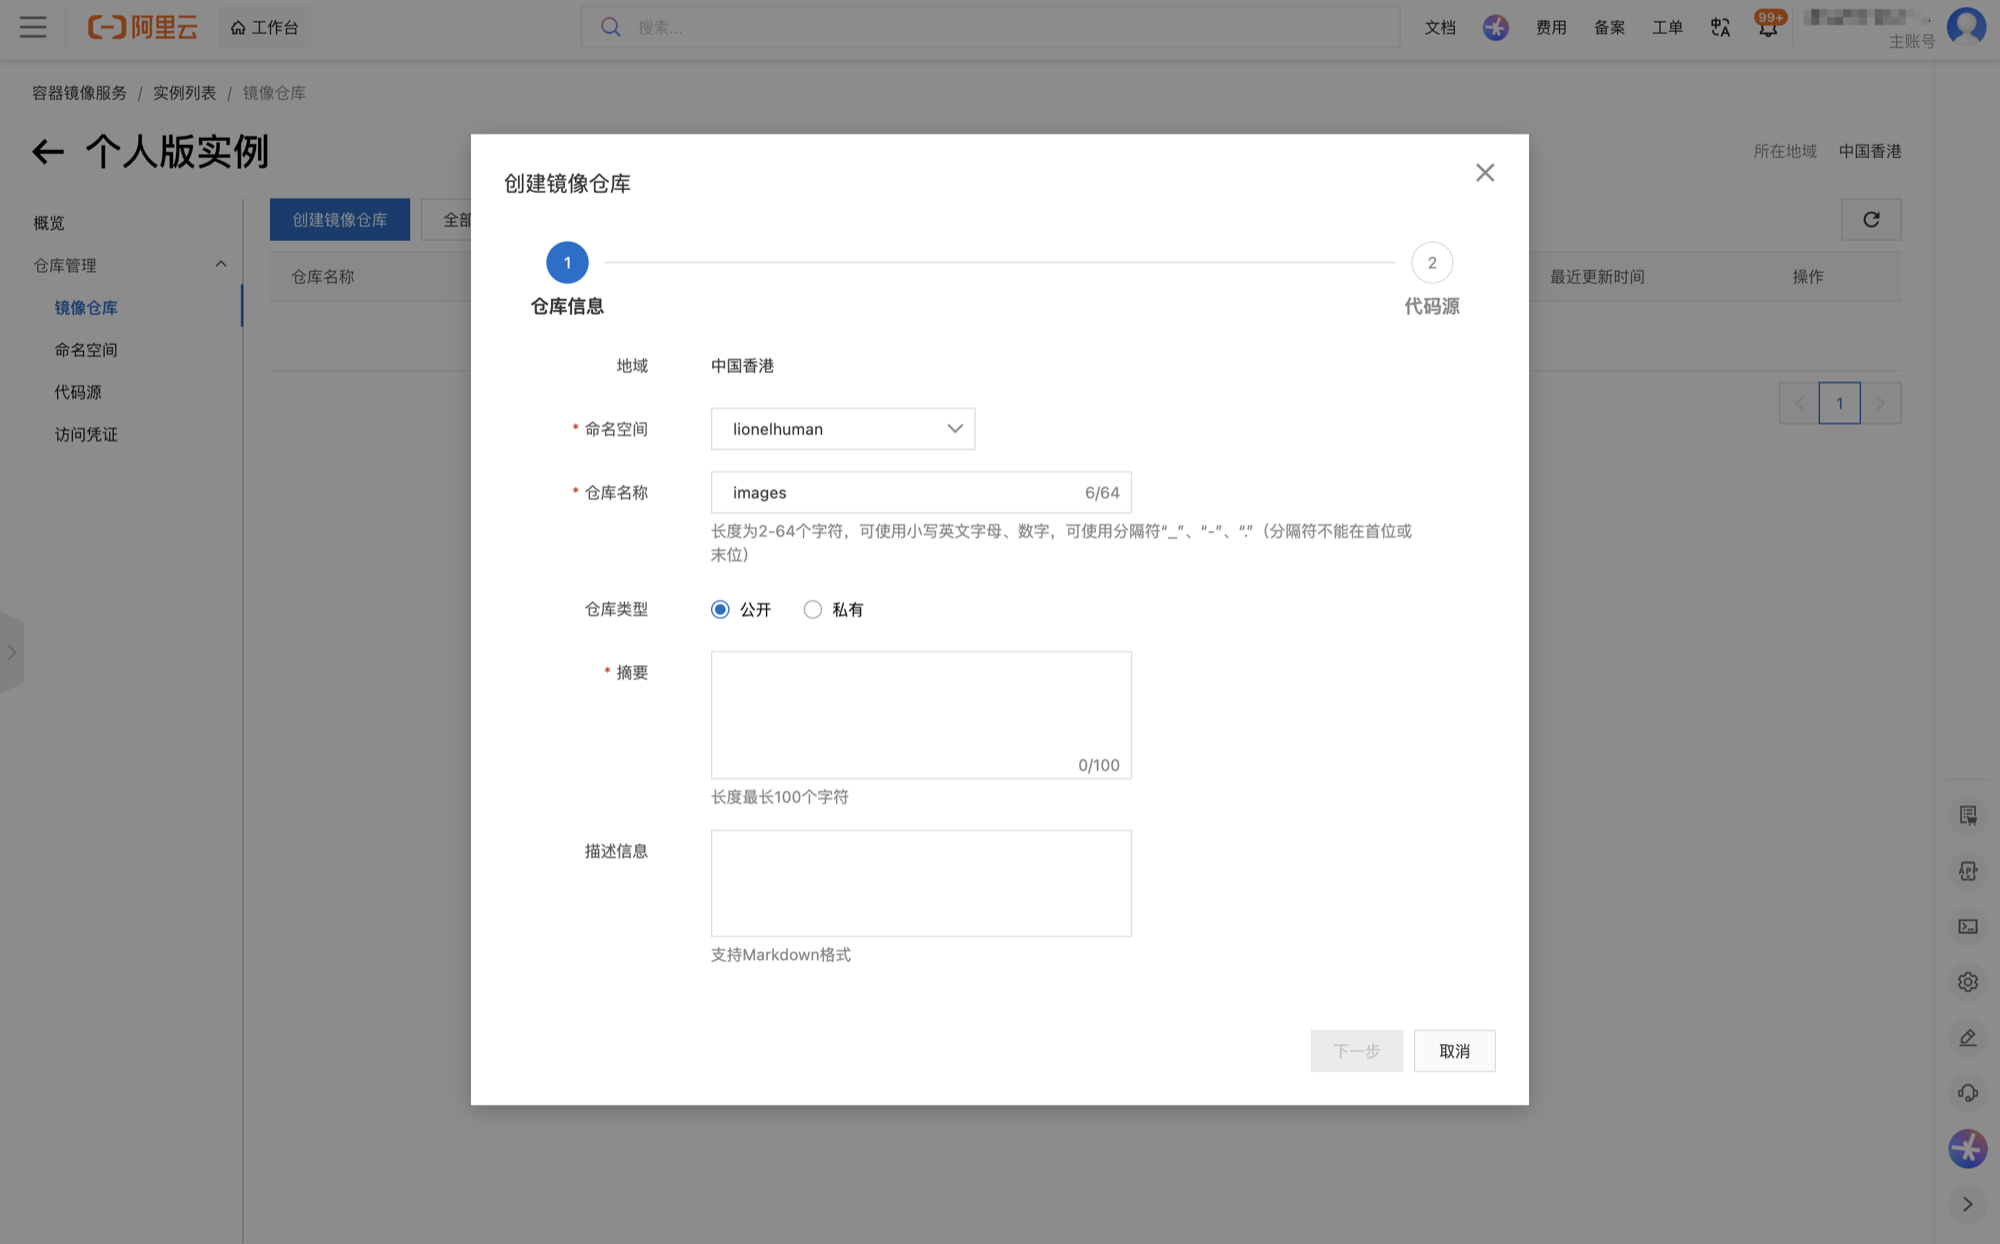 阿里云
工作台
搜索...
文档
费用
备案
工单
99+
主账号
容器镜像服务 / 实例列表 / 镜像仓库
个人版实例
所在地域 中国香港
概览
仓库管理
镜像仓库
命名空间
代码源
访问凭证
创建镜像仓库
全部
仓库名称
最近更新时间
操作
1
创建镜像仓库
1
仓库信息
2
代码源
地域 中国香港
* 命名空间 lionelhuman
* 仓库名称 images 6/64
长度为2-64个字符，可使用小写英文字母、数字，可使用分隔符“_”、“-”、“.”（分隔符不能在首位或
末位）
仓库类型 公开 私有
* 摘要
0/100
长度最长100个字符
描述信息
支持Markdown格式
下一步
取消